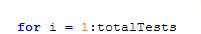 for i = 1:totalTests